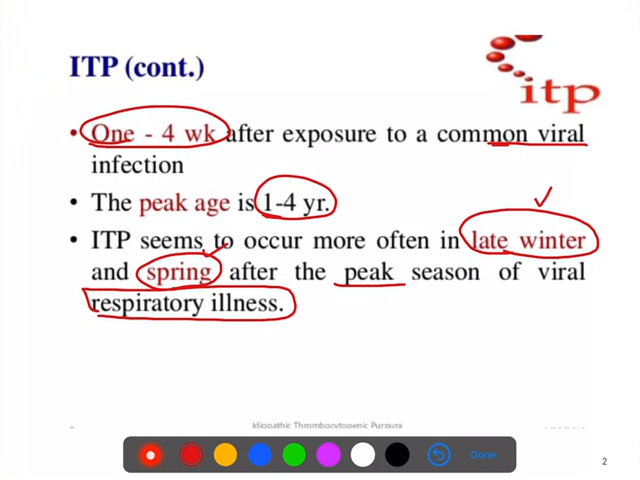 ITP (cont.)
itp
• One - 4 wk after exposure to a common viral
infection
• The peak age is 1-4 yr.
• ITP seems to occur more often in late winter
and spring after the peak season of viral
respiratory illness.
Idiopathic Thrombocytopenic Purpura
Done
2